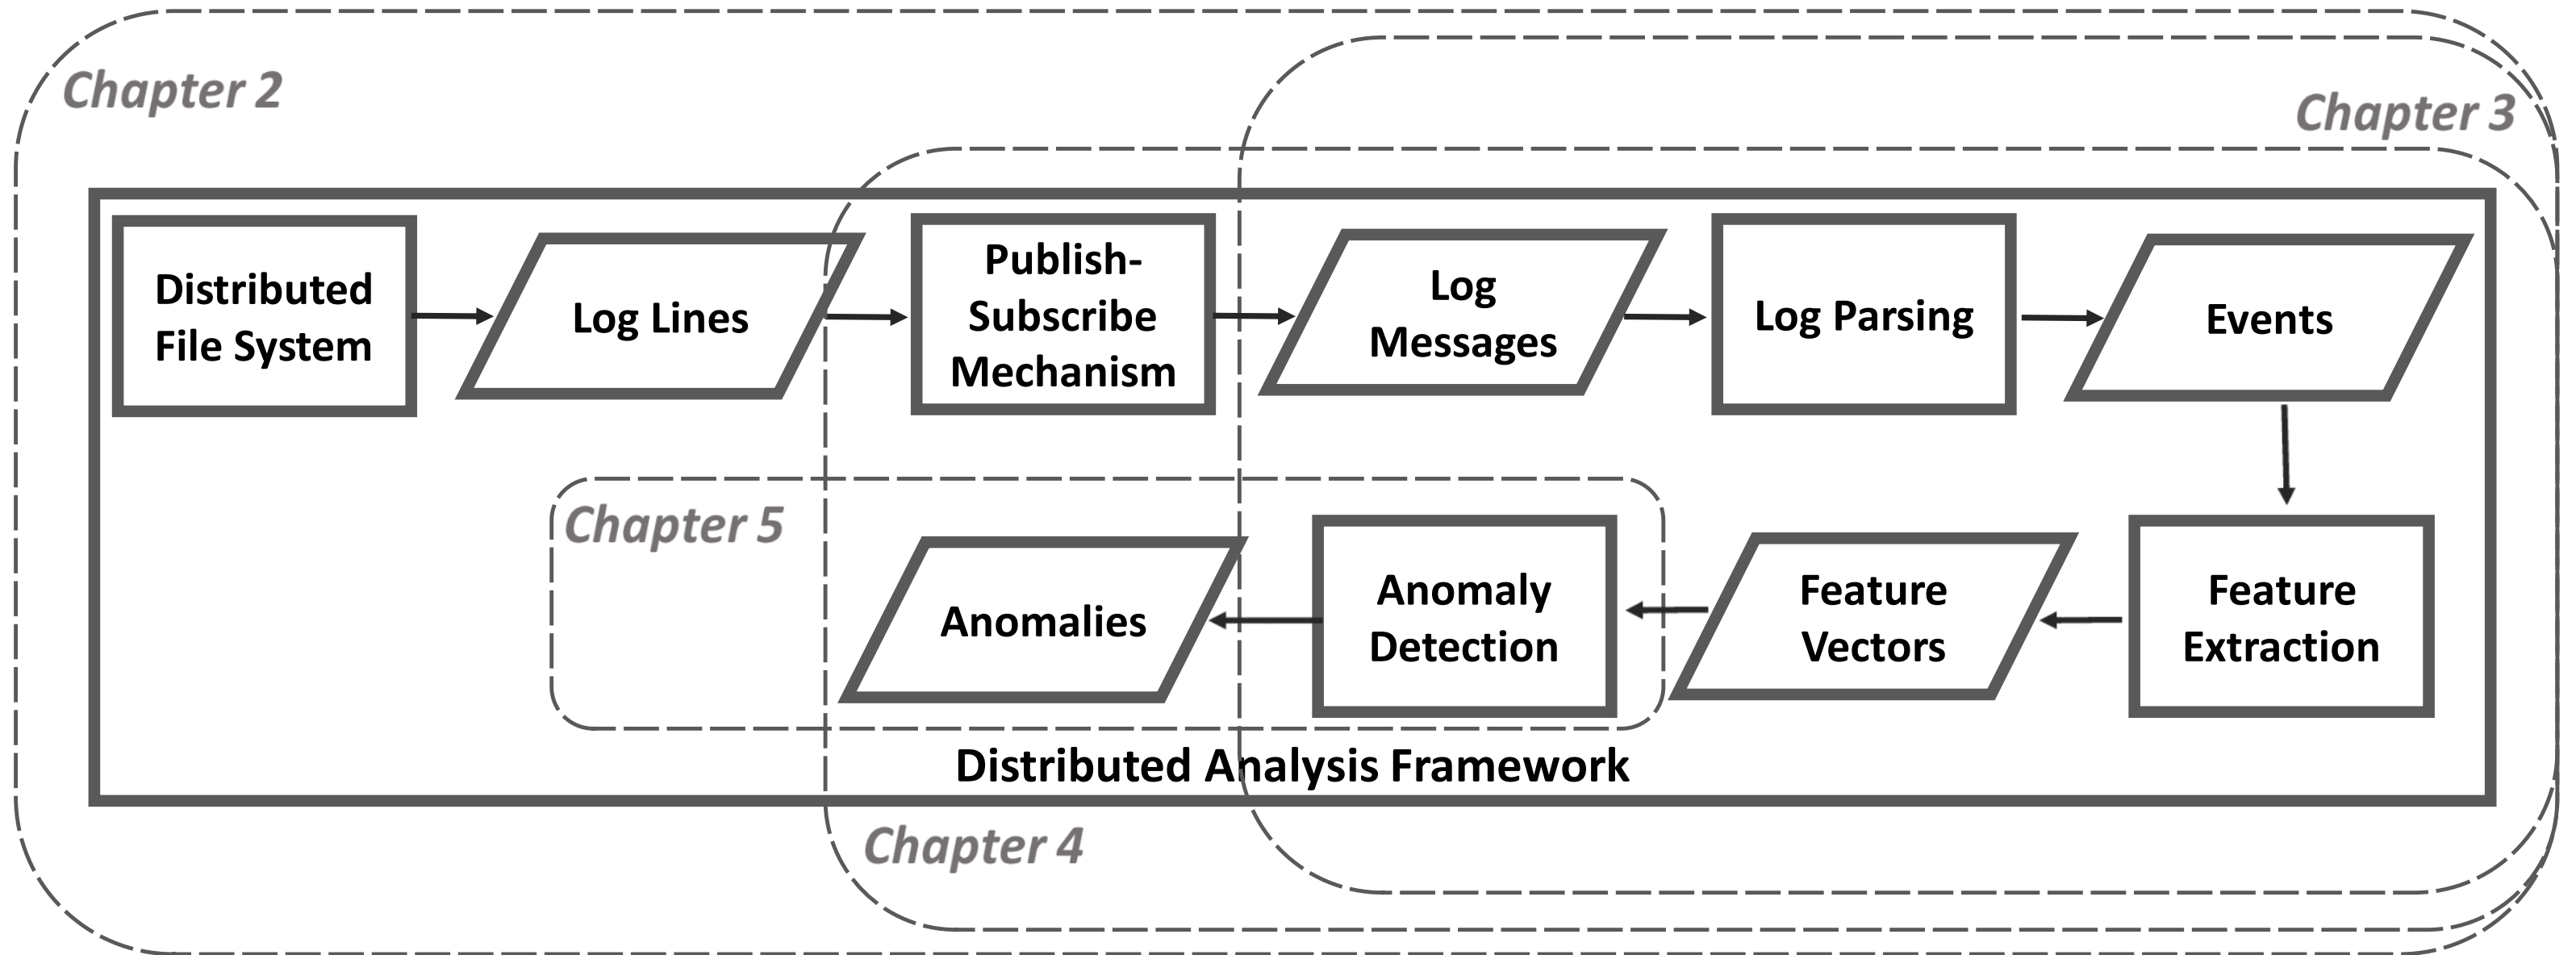 Chapter 2
Chapter 3
Distributed
File System
Log Lines
Publish-
Subscribe
Mechanism
Log
Messages
Log Parsing
Events
Chapter 5
Anomalies
Anomaly
Detection
Feature
Vectors
Feature
Extraction
Distributed Analysis Framework
Chapter 4